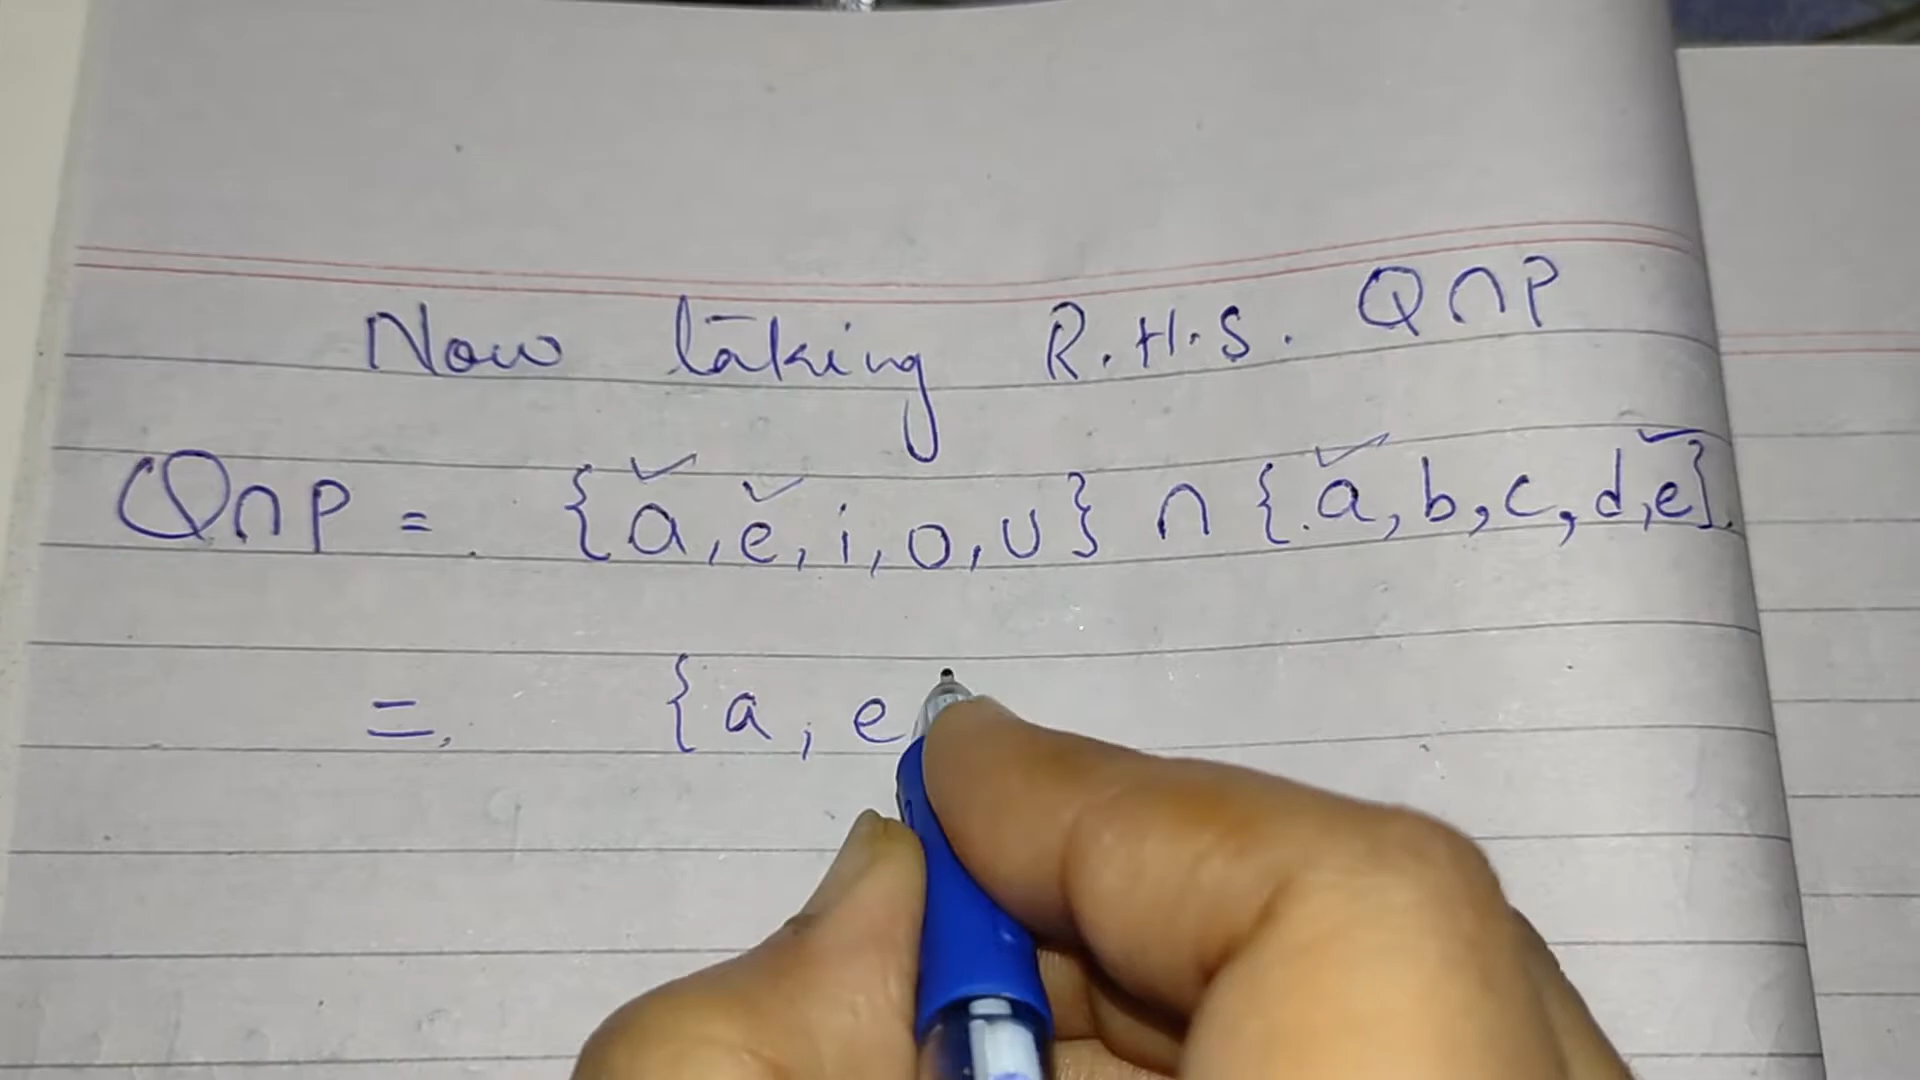 Now taking R.H.S. Q∩P
Q∩P = {a, e, i, o, u} ∩ {a, b, c, d, e}
= {a, e